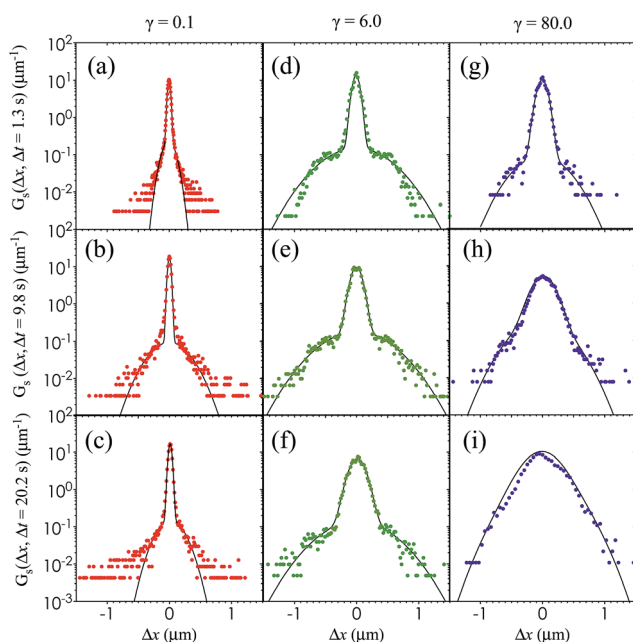 γ = 0.1 γ = 6.0 γ = 80.0
10² (a) (d) (g)
10¹
10⁰
10⁻¹
10⁻²
10²
G_s(Δx, Δt = 1.3 s) (µm⁻¹)
(b) (e) (h)
10¹
10⁰
10⁻¹
10⁻²
10²
G_s (Δx, Δt = 9.8 s) (µm⁻¹)
(c) (f) (i)
10¹
10⁰
10⁻¹
10⁻²
10⁻³
G_s(Δx, Δt = 20.2 s) (µm⁻¹)
-1 0 1 -1 0 1 -1 0 1
Δx (µm) Δx (µm) Δx (µm)